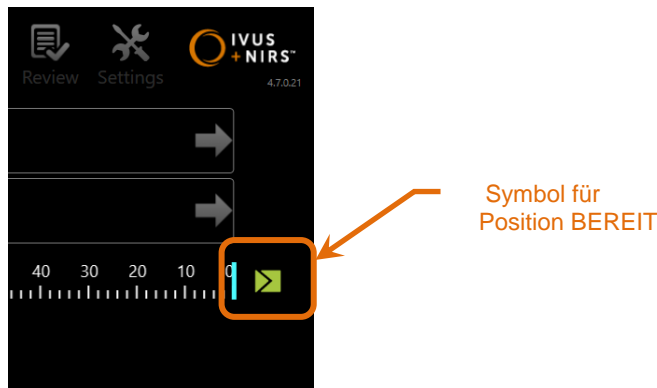 IVUS
+NIRS™
Review Settings
4.7.0.21
Symbol für
Position BEREIT
40 30 20 10 0